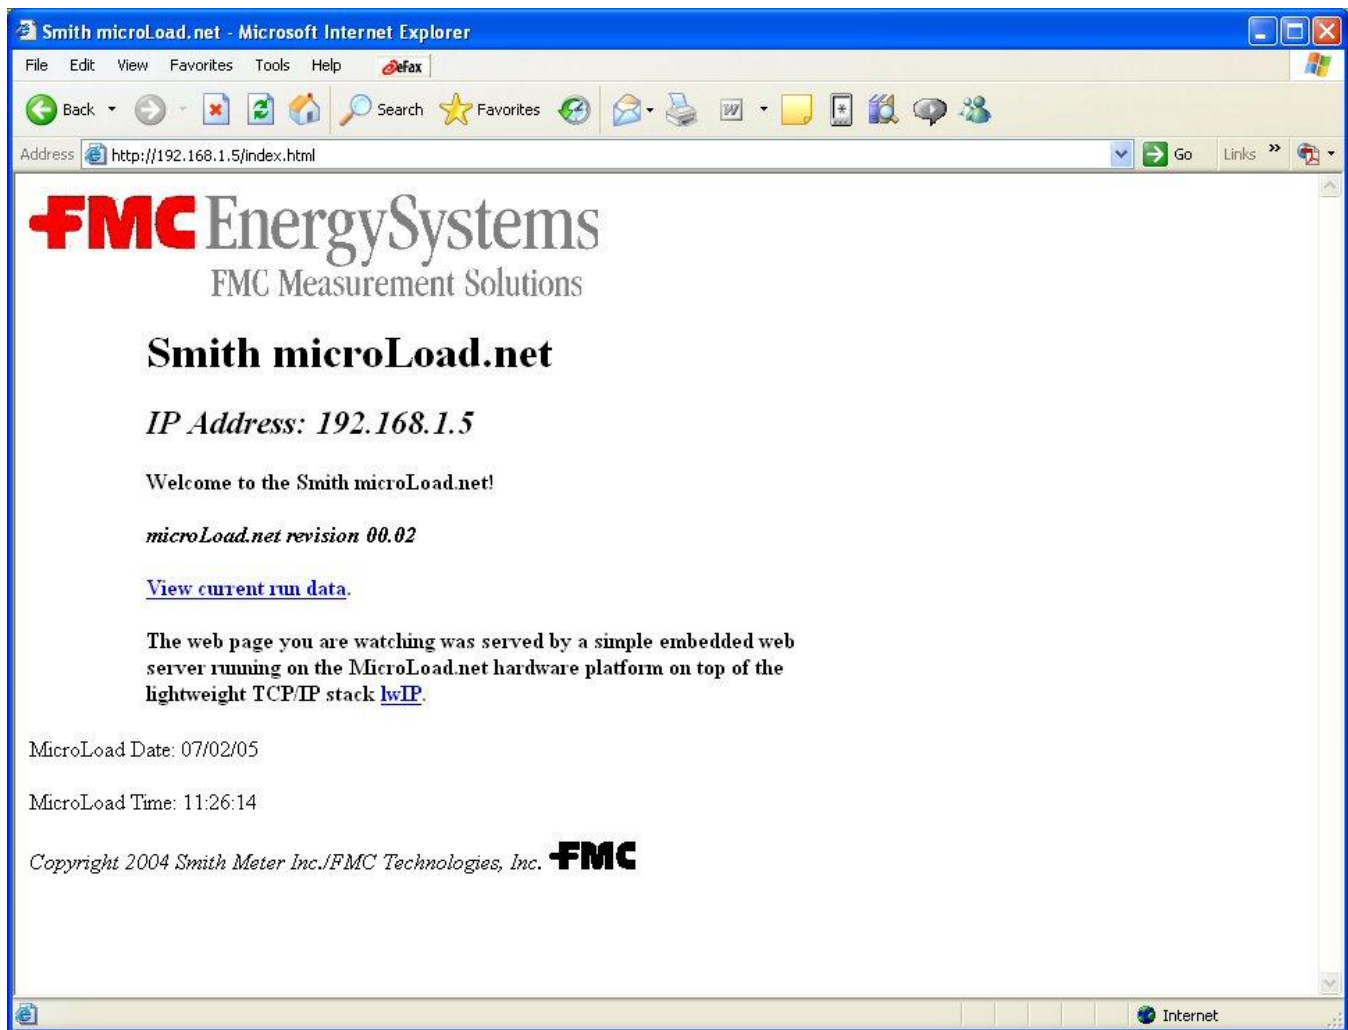 Smith microLoad.net - Microsoft Internet Explorer
File Edit View Favorites Tools Help eFax
Back Search Favorites
Address http://192.168.1.5/index.html Go Links »
FMC EnergySystems
FMC Measurement Solutions
Smith microLoad.net
IP Address: 192.168.1.5
Welcome to the Smith microLoad.net!
microLoad.net revision 00.02
View current run data.
The web page you are watching was served by a simple embedded web
server running on the MicroLoad.net hardware platform on top of the
lightweight TCP/IP stack lwIP.
MicroLoad Date: 07/02/05
MicroLoad Time: 11:26:14
Copyright 2004 Smith Meter Inc./FMC Technologies, Inc. FMC
Internet